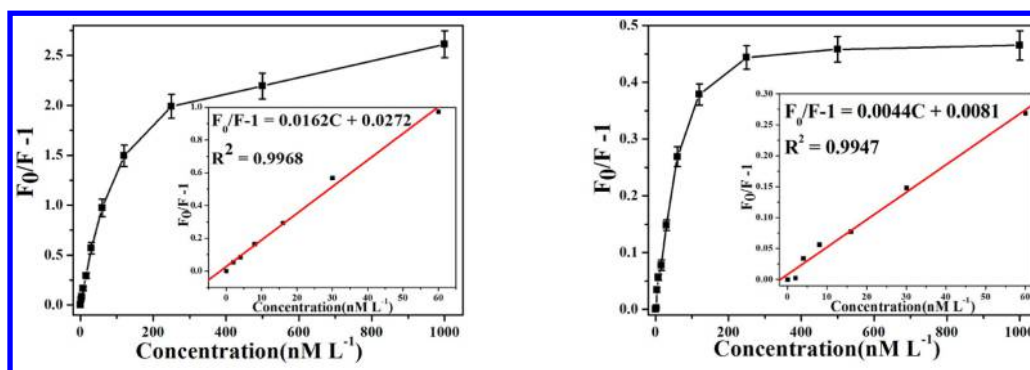 2.5
2.0
1.5
1.0
0.5
0.0
F₀/F -1
0 200 400 600 800 1000
Concentration(nM L⁻¹)
1.0
0.8
0.6
0.4
0.2
0.0
F₀/F -1
F₀/F-1 = 0.0162C + 0.0272
R² = 0.9968
0 10 20 30 40 50 60
Concentration(nM L⁻¹)
0.5
0.4
0.3
0.2
0.1
0.0
F₀/F -1
0 200 400 600 800 1000
Concentration(nM L⁻¹)
0.30
0.25
0.20
0.15
0.10
0.05
0.00
F₀/F -1
F₀/F-1 = 0.0044C + 0.0081
R² = 0.9947
0 10 20 30 40 50 60
Concentration(nM L⁻¹)